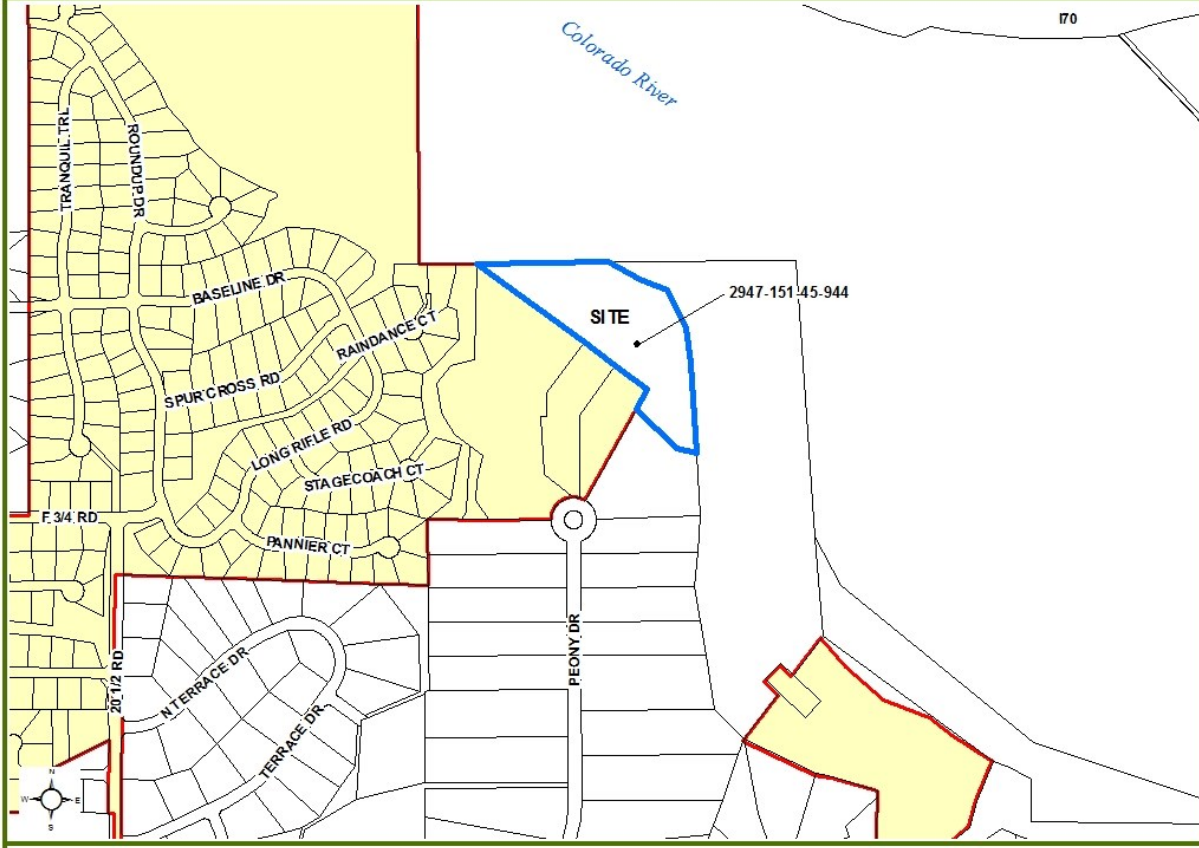 I70
Colorado River
TRANQUIL TRL
ROUNDUP DR
BASELINE DR
2947-151-45-944
SITE
RAINDANCE CT
SPUR CROSS RD
LONG RIFLE RD
STAGECOACH CT
F 3/4 RD
PANNIER CT
PEONY DR
20 1/2 RD
N TERRACE DR
TERRACE DR
N
W
E
S